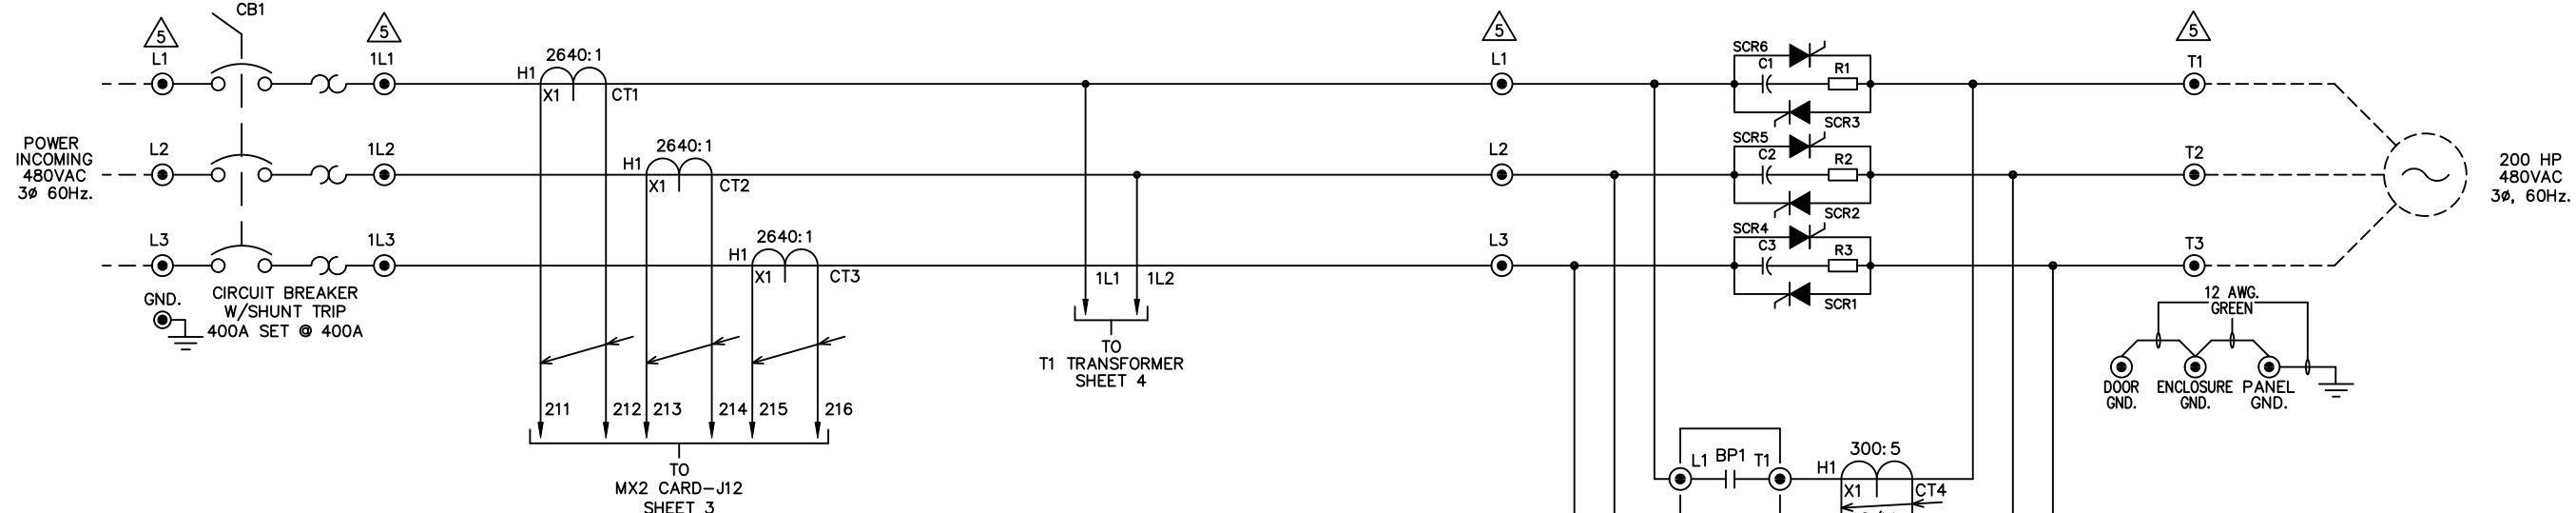 CB1
5
5
5
5
L1
1L1
2640:1
H1
X1
CT1
L1
SCR6
C1
R1
SCR3
T1
POWER
INCOMING
480VAC
3ø 60Hz.
L2
1L2
2640:1
H1
X1
CT2
L2
SCR5
C2
R2
SCR2
T2
200 HP
480VAC
3ø, 60Hz.
L3
1L3
2640:1
H1
X1
CT3
1L1
1L2
L3
SCR4
C3
R3
SCR1
T3
GND.
CIRCUIT BREAKER
W/SHUNT TRIP
400A SET @ 400A
TO
T1 TRANSFORMER
SHEET 4
12 AWG.
GREEN
DOOR
GND.
ENCLOSURE
GND.
PANEL
GND.
211
212
213
214
215
216
TO
MX2 CARD-J12
SHEET 3
L1
BP1
T1
300:5
H1
X1
CT4